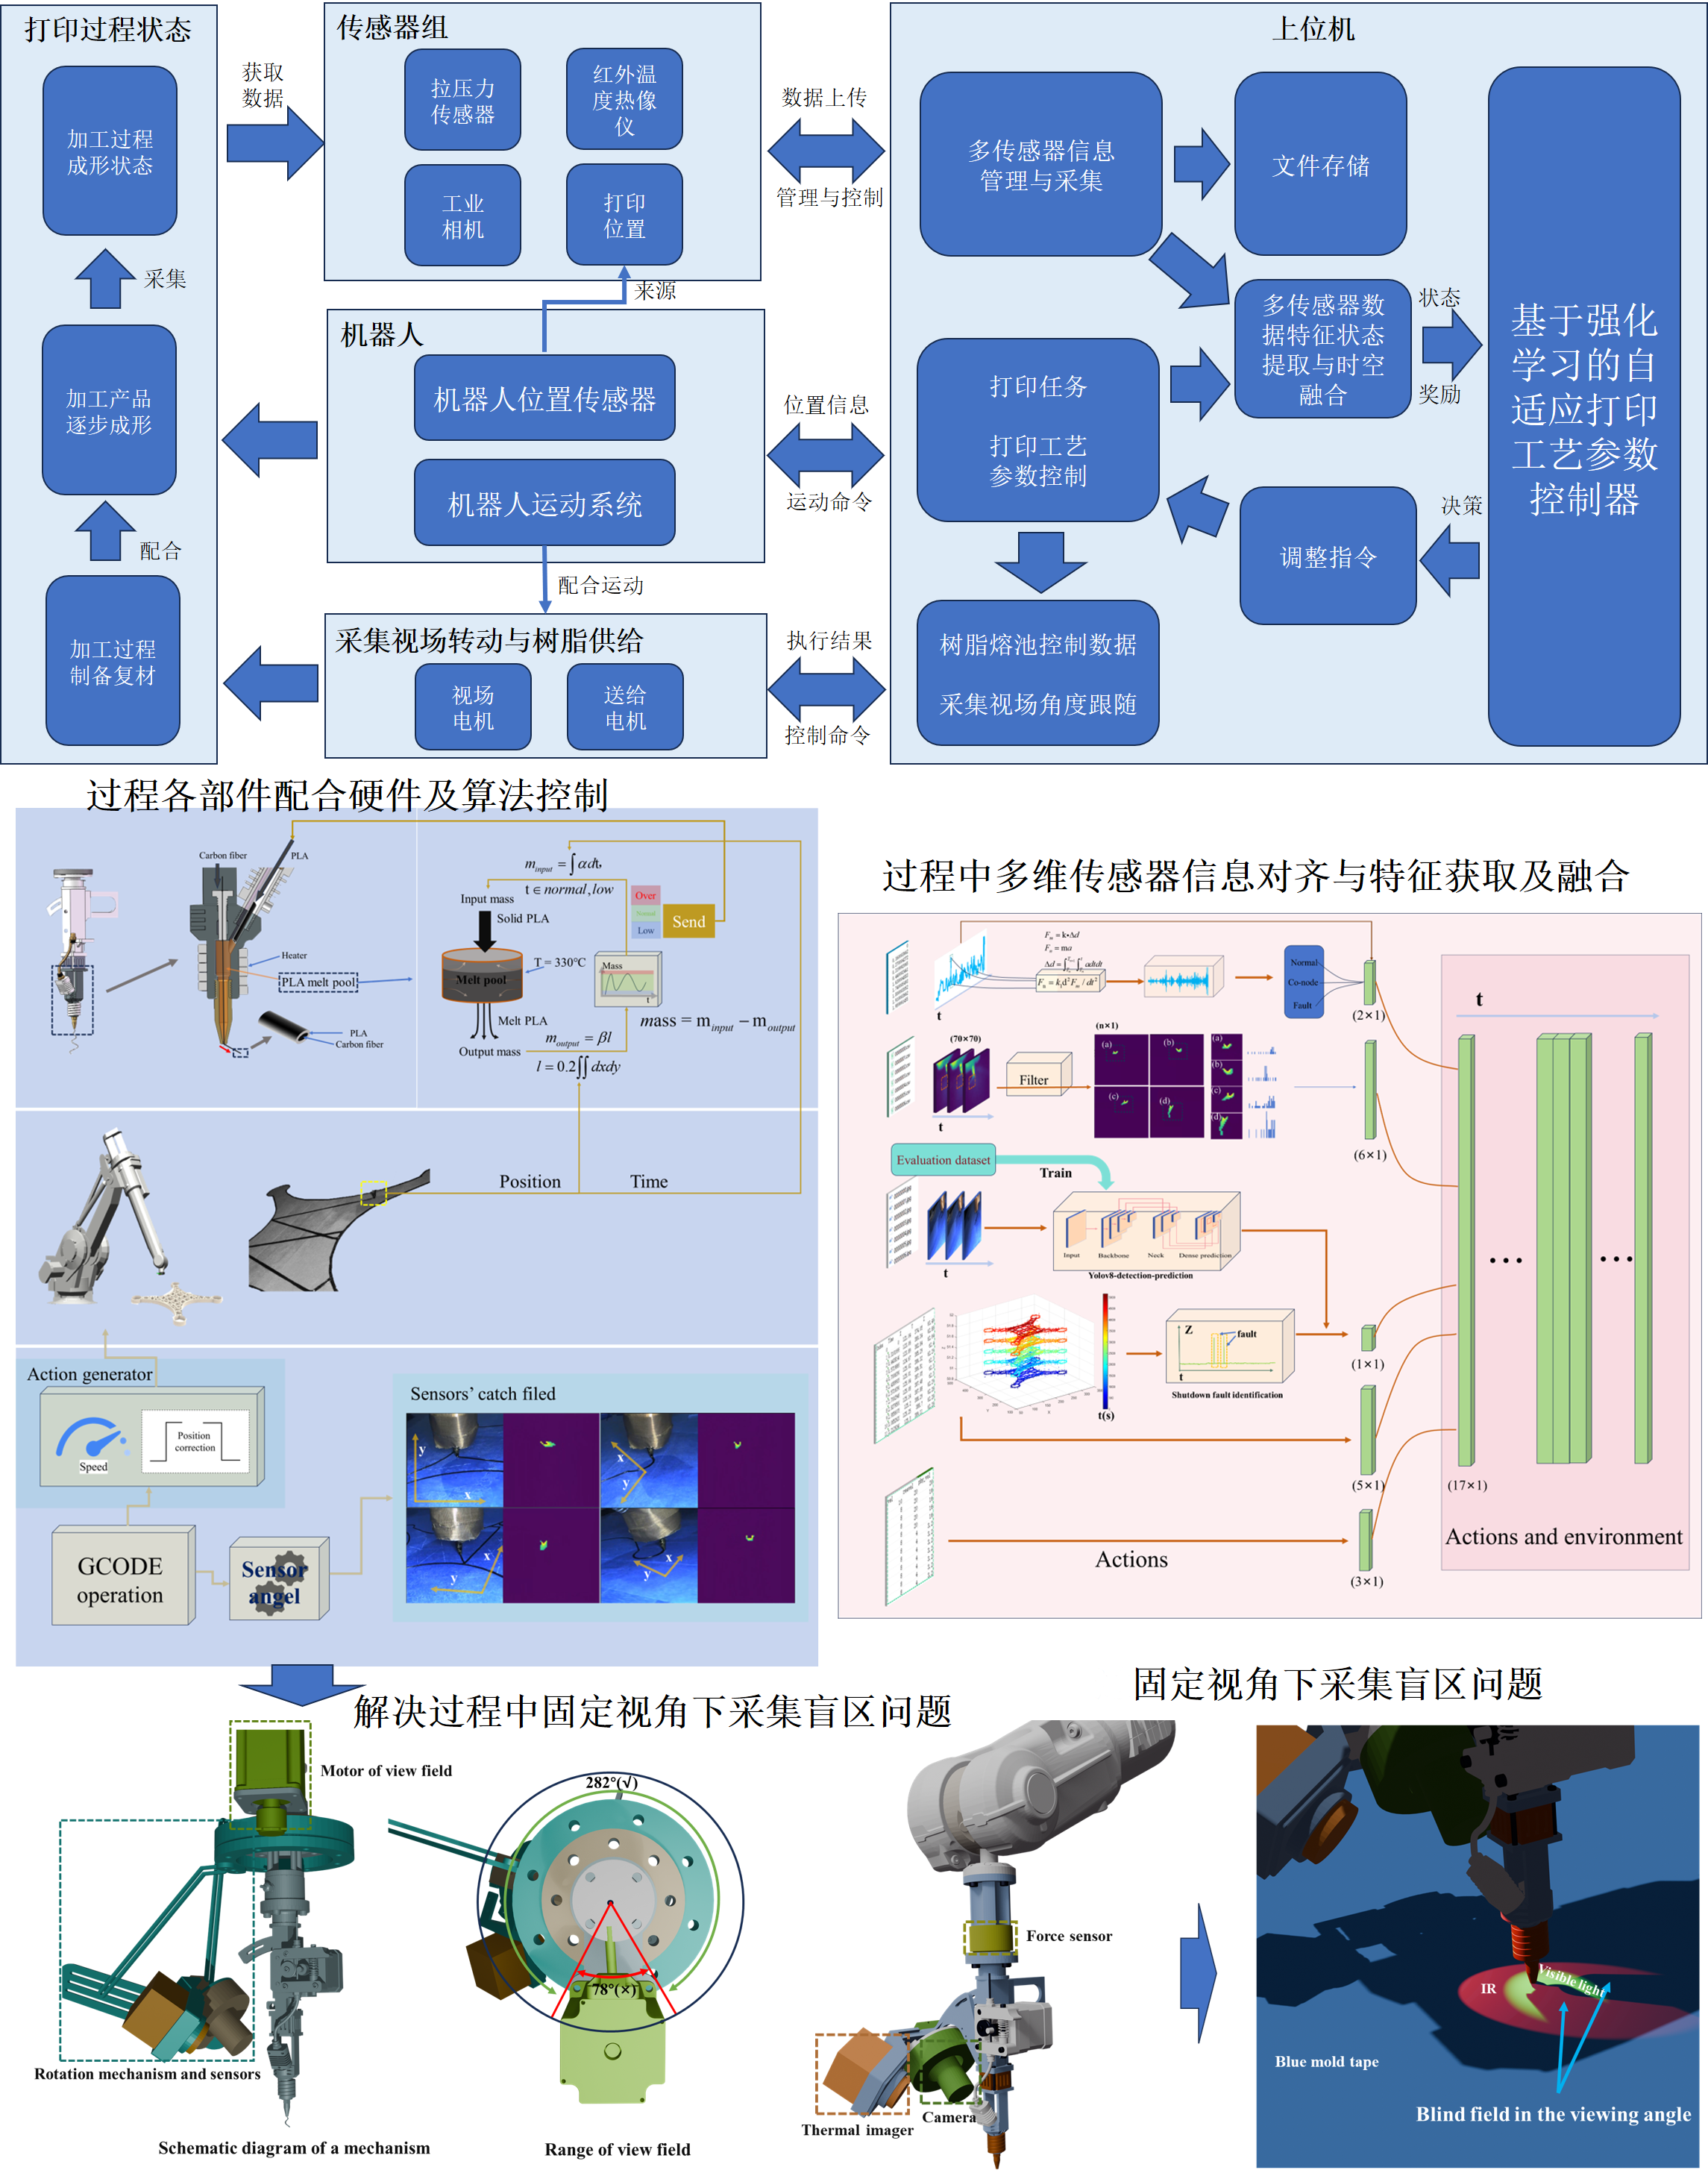 打印过程状态
加工过程
成形状态
采集
加工产品
逐步成形
配合
加工过程
制备复材
获取
数据
传感器组
拉压力
传感器
红外温
度热像
仪
工业
相机
打印
位置
来源
机器人
机器人位置传感器
机器人运动系统
配合运动
采集视场转动与树脂供给
视场
电机
送给
电机
数据上传
管理与控制
位置信息
运动命令
执行结果
控制命令
上位机
多传感器信息
管理与采集
文件存储
多传感器数
据特征状态
提取与时空
融合
状态
奖励
打印任务
打印工艺
参数控制
调整指令
决策
树脂熔池控制数据
采集视场角度跟随
基于强化
学习的自
适应打印
工艺参数
控制器
过程各部件配合硬件及算法控制
Carbon fiber
PLA
Heater
PLA melt pool
PLA
Carbon fiber
m_input = ∫αdt,
t ∈ normal, low
Input mass
Solid PLA
Over
Normal
Low
Send
T = 330℃
Melt pool
Mass
t
Melt PLA
mass = m_input − m_output
Output mass
m_output = βl
l = 0.2∬dxdy
Position
Time
Action generator
Speed
Position
correction
GCODE
operation
Sensor
angel
Sensors’ catch filed
y
x
x
y
x
y
x
y
过程中多维传感器信息对齐与特征获取及融合
t
F_n = ma
Normal
Co-node
Fault
(2×1)
(70×70)
t
Filter
(n×1)
(a)
(b)
(c)
(d)
(a)
(b)
(c)
(d)
(6×1)
Evaluation dataset
Train
t
Input
Backbone
Neck
Dense prediction
Yolov8-detection-prediction
t(s)
Z
fault
t
Shutdown fault identification
(1×1)
(5×1)
Actions
(3×1)
t
(17×1)
Actions and environment
解决过程中固定视角下采集盲区问题
Motor of view field
Rotation mechanism and sensors
Schematic diagram of a mechanism
282°(√)
78°(×)
Range of view field
固定视角下采集盲区问题
Force sensor
Thermal imager
Camera
IR
Visible light
Blue mold tape
Blind field in the viewing angle